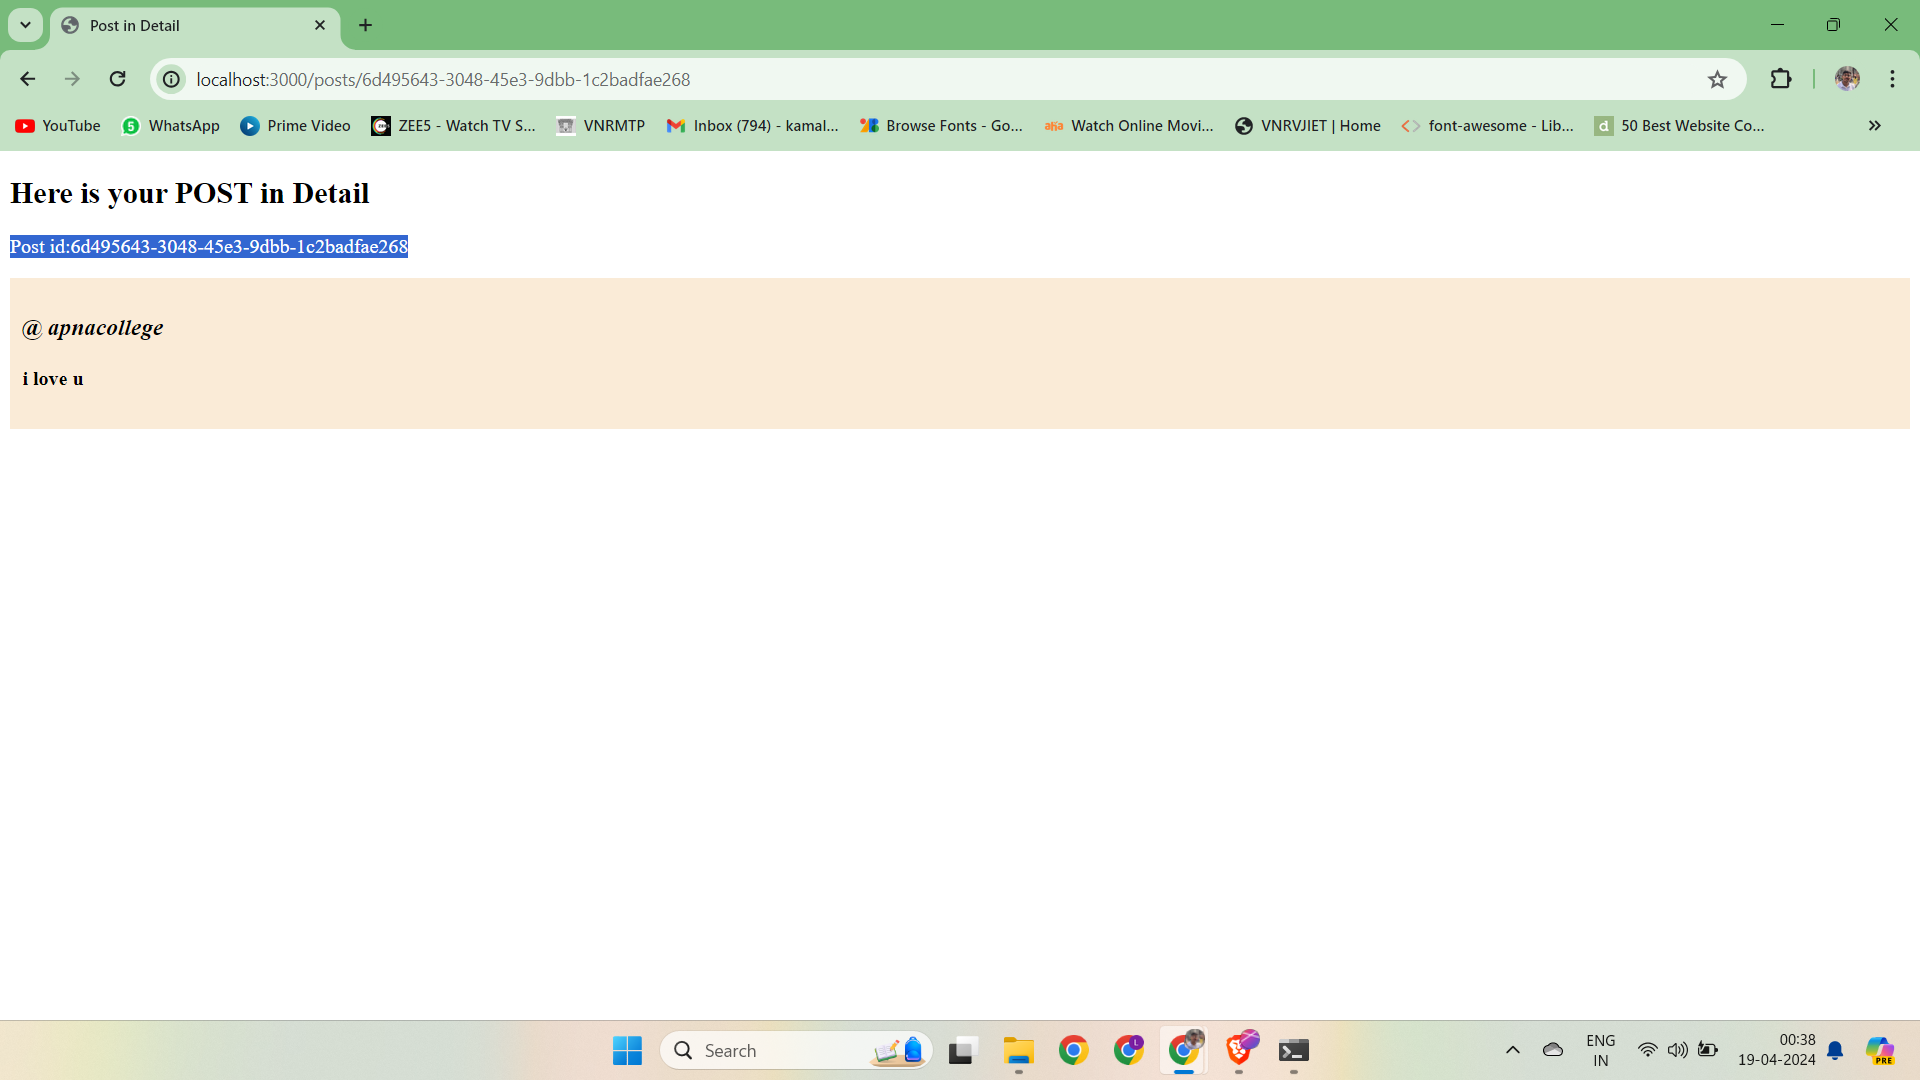 Post in Detail
localhost:3000/posts/6d495643-3048-45e3-9dbb-1c2badfae268
YouTube
5 WhatsApp
Prime Video
ZEE5 - Watch TV S...
VNRMTP
Inbox (794) - kamal...
Browse Fonts - Go...
aha Watch Online Movi...
VNRVJIET | Home
<> font-awesome - Lib...
d 50 Best Website Co...
Here is your POST in Detail
Post id:6d495643-3048-45e3-9dbb-1c2badfae268
@ apnacollege
i love u
Search
L
ENG
IN
00:38
19-04-2024
PRE